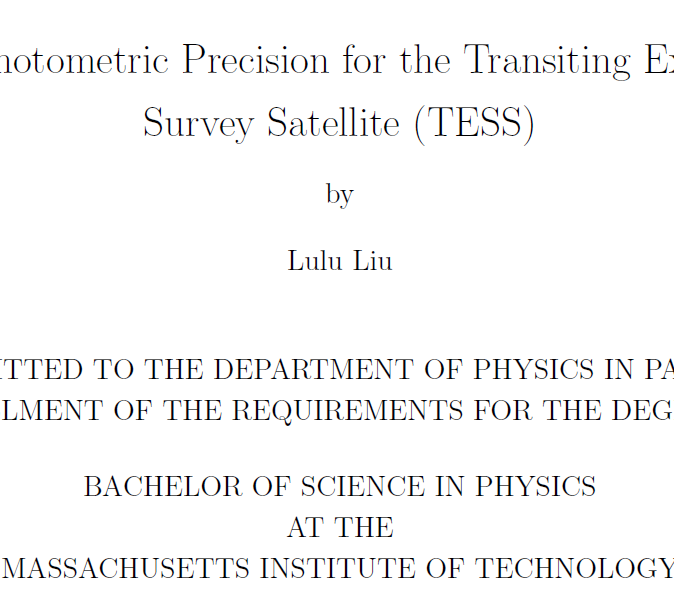 notometric Precision for the Transiting Ex
Survey Satellite (TESS)
by
Lulu Liu
ITTED TO THE DEPARTMENT OF PHYSICS IN PA
LMENT OF THE REQUIREMENTS FOR THE DEG
BACHELOR OF SCIENCE IN PHYSICS
AT THE
MASSACHUSETTS INSTITUTE OF TECHNOLOGY